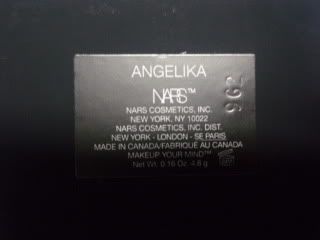 ANGELIKA
NARS™
NARS COSMETICS, INC.
NEW YORK, NY 10022
NARS COSMETICS, INC. DIST.
NEW YORK - LONDON - SE PARIS
MADE IN CANADA/FABRIQUÉ AU CANADA
MAKEUP YOUR MIND™
Net Wt. 0.16 Oz. 4.8 g
962